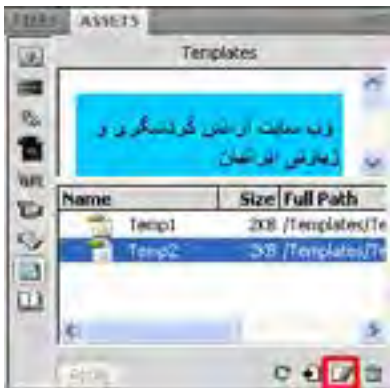 FILES ASSETS
Templates
وب سایت آژانس گردشگری و
زیارتی ایرانیان
Name Size Full Path
Temp1 2KB /Templates/Te
Temp2 2KB /Templates/Te